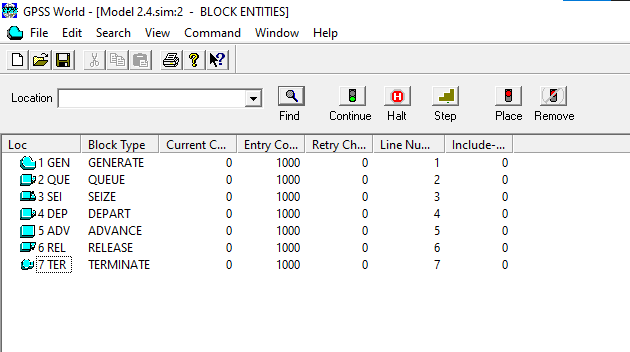 GPSS World - [Model 2.4.sim:2 - BLOCK ENTITIES]
File Edit Search View Command Window Help
Location Find Continue Halt Step Place Remove
Loc Block Type Current C... Entry Co... Retry Ch... Line Nu... Include-...
1 GEN GENERATE 0 1000 0 1 0
2 QUE QUEUE 0 1000 0 2 0
3 SEI SEIZE 0 1000 0 3 0
4 DEP DEPART 0 1000 0 4 0
5 ADV ADVANCE 0 1000 0 5 0
6 REL RELEASE 0 1000 0 6 0
7 TER TERMINATE 0 1000 0 7 0